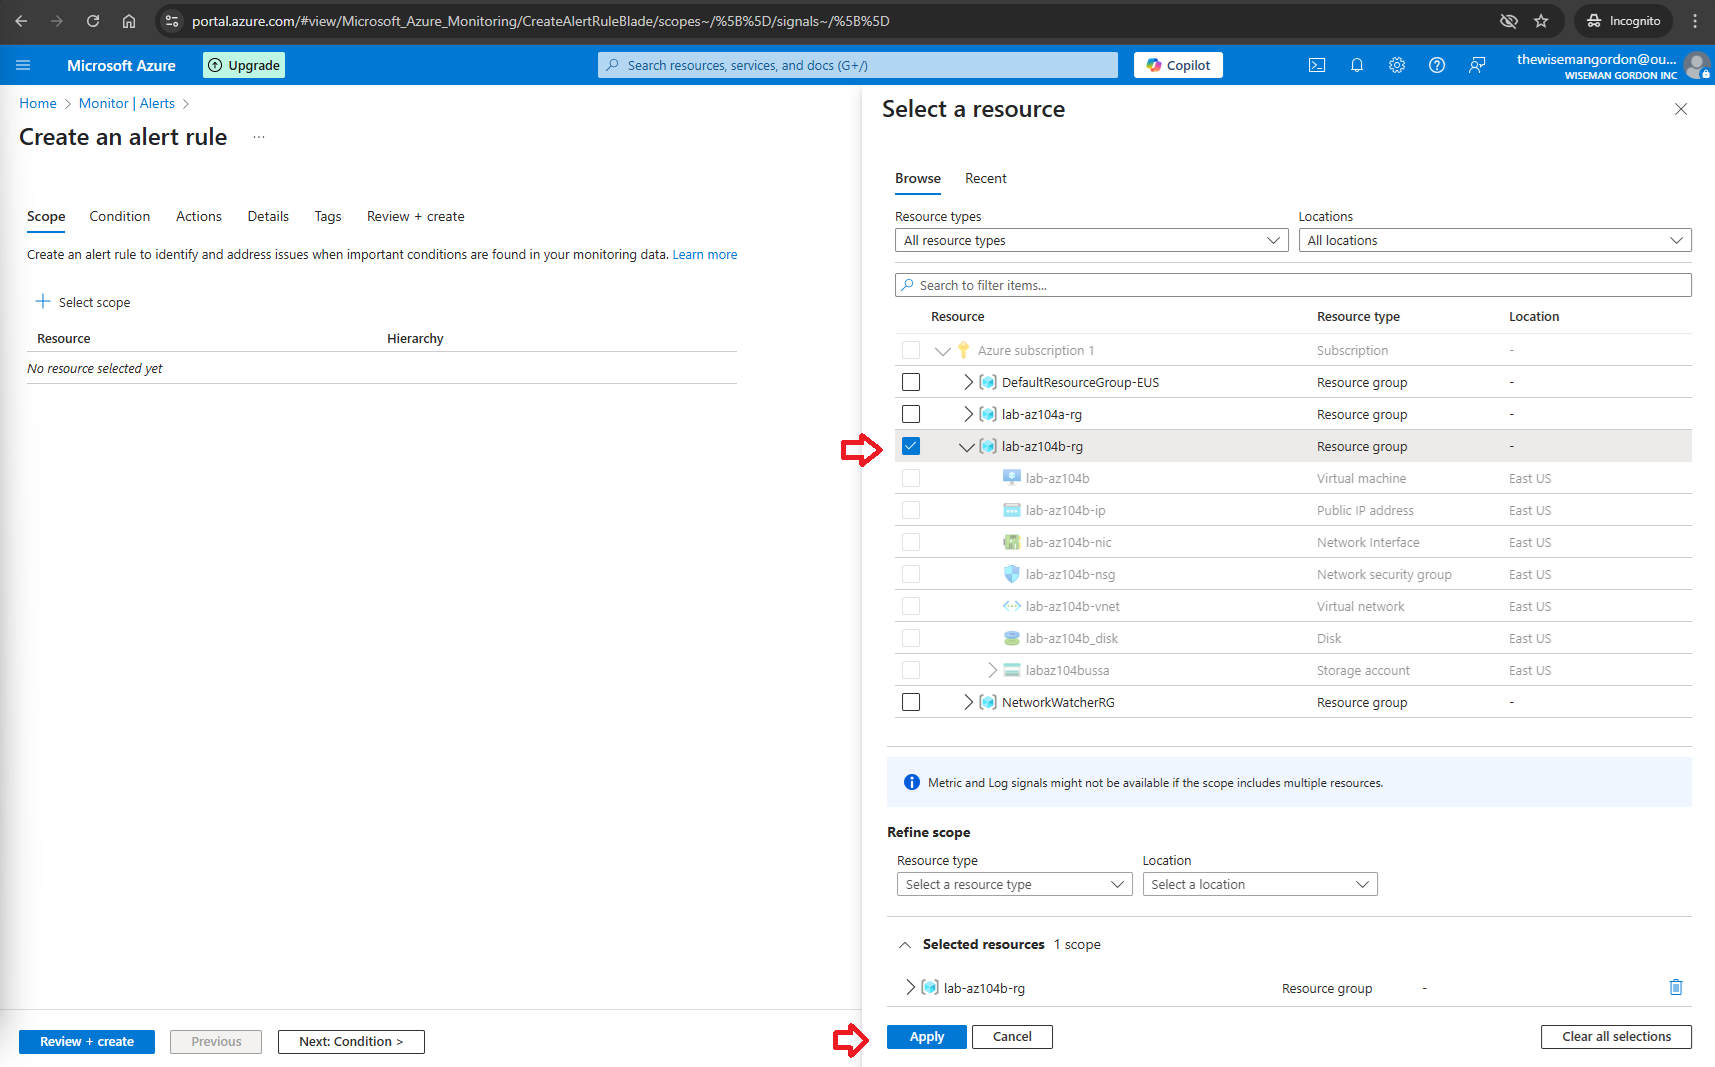 portal.azure.com/#view/Microsoft_Azure_Monitoring/CreateAlertRuleBlade/scopes~/%5B%5D/signals~/%5B%5D
Incognito
Microsoft Azure
Upgrade
Search resources, services, and docs (G+/)
Copilot
thewisemangordon@ou...
WISEMAN GORDON INC
Home > Monitor | Alerts >
Create an alert rule ...
Scope Condition Actions Details Tags Review + create
Create an alert rule to identify and address issues when important conditions are found in your monitoring data. Learn more
+ Select scope
Resource Hierarchy
No resource selected yet
Review + create Previous Next: Condition >
Select a resource
Browse Recent
Resource types Locations
All resource types All locations
Search to filter items...
Resource Resource type Location
Azure subscription 1 Subscription -
DefaultResourceGroup-EUS Resource group -
lab-az104a-rg Resource group -
lab-az104b-rg Resource group -
lab-az104b Virtual machine East US
lab-az104b-ip Public IP address East US
lab-az104b-nic Network Interface East US
lab-az104b-nsg Network security group East US
lab-az104b-vnet Virtual network East US
lab-az104b_disk Disk East US
labaz104bussa Storage account East US
NetworkWatcherRG Resource group -
Metric and Log signals might not be available if the scope includes multiple resources.
Refine scope
Resource type Location
Select a resource type Select a location
Selected resources 1 scope
lab-az104b-rg Resource group -
Apply Cancel Clear all selections